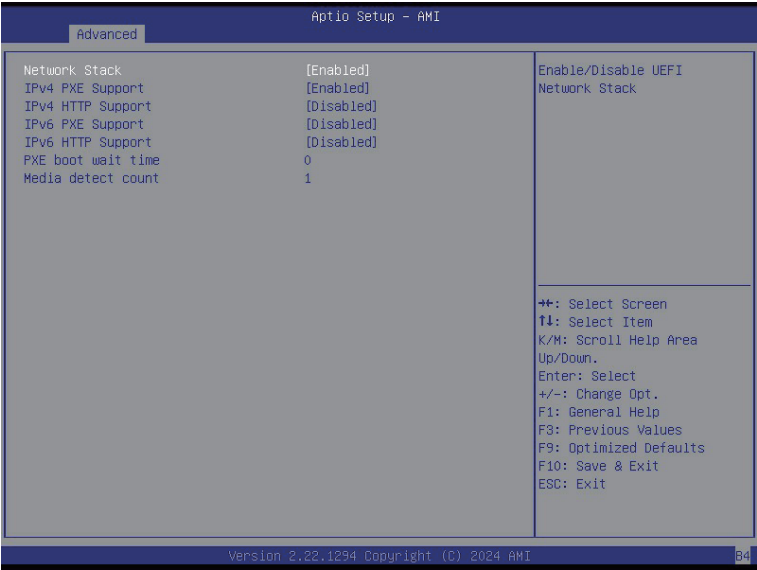 Aptio Setup – AMI
Advanced
Network Stack [Enabled]
IPv4 PXE Support [Enabled]
IPv4 HTTP Support [Disabled]
IPv6 PXE Support [Disabled]
IPv6 HTTP Support [Disabled]
PXE boot wait time 0
Media detect count 1
Enable/Disable UEFI
Network Stack
→←: Select Screen
↑↓: Select Item
K/M: Scroll Help Area
Up/Down.
Enter: Select
+/-: Change Opt.
F1: General Help
F3: Previous Values
F9: Optimized Defaults
F10: Save & Exit
ESC: Exit
Version 2.22.1294 Copyright (C) 2024 AMI
B4